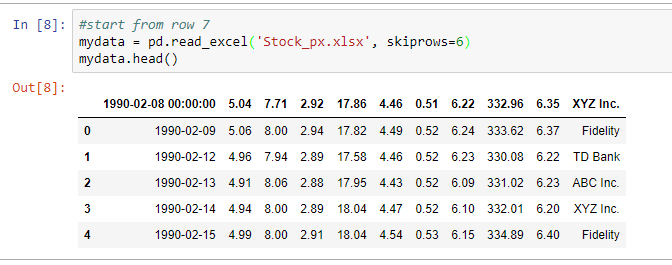 In [8]: #start from row 7
mydata = pd.read_excel('Stock_px.xlsx', skiprows=6)
mydata.head()
Out[8]:
1990-02-08 00:00:00 5.04 7.71 2.92 17.86 4.46 0.51 6.22 332.96 6.35 XYZ Inc.
0 1990-02-09 5.06 8.00 2.94 17.82 4.49 0.52 6.24 333.62 6.37 Fidelity
1 1990-02-12 4.96 7.94 2.89 17.58 4.46 0.52 6.23 330.08 6.22 TD Bank
2 1990-02-13 4.91 8.06 2.88 17.95 4.43 0.52 6.09 331.02 6.23 ABC Inc.
3 1990-02-14 4.94 8.00 2.89 18.04 4.47 0.52 6.10 332.01 6.20 XYZ Inc.
4 1990-02-15 4.99 8.00 2.91 18.04 4.54 0.53 6.15 334.89 6.40 Fidelity